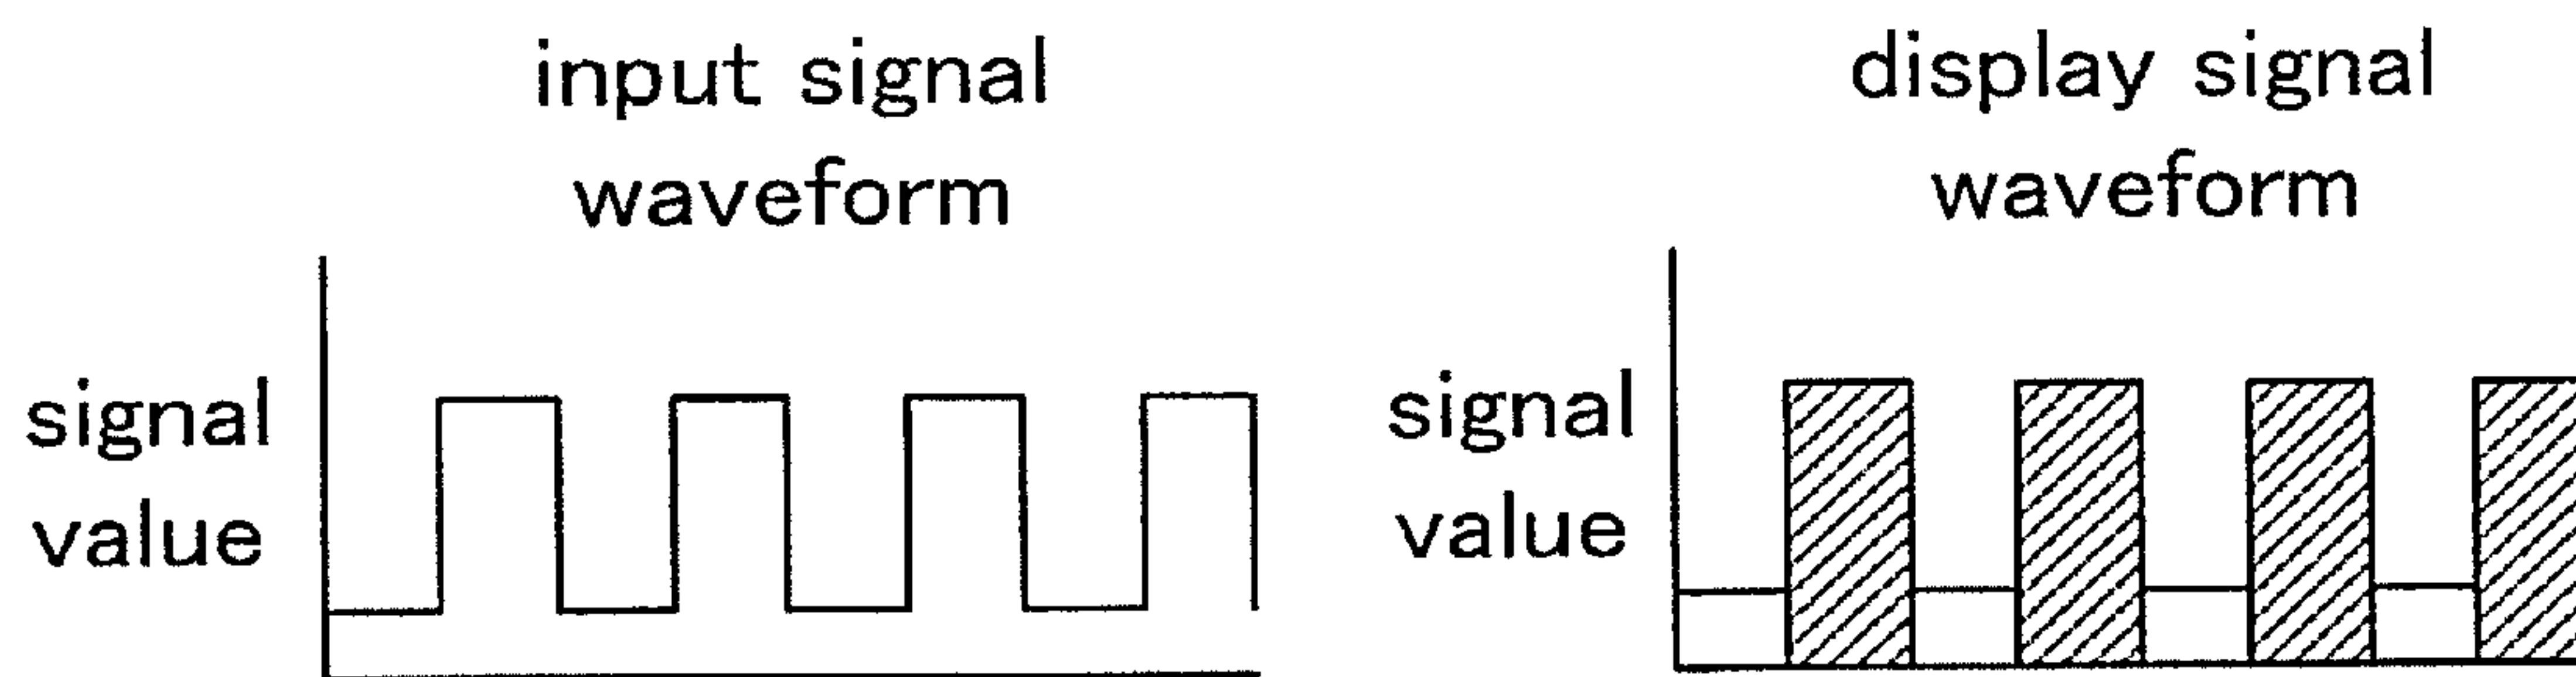 input signal
waveform
signal
value
display signal
waveform
signal
value